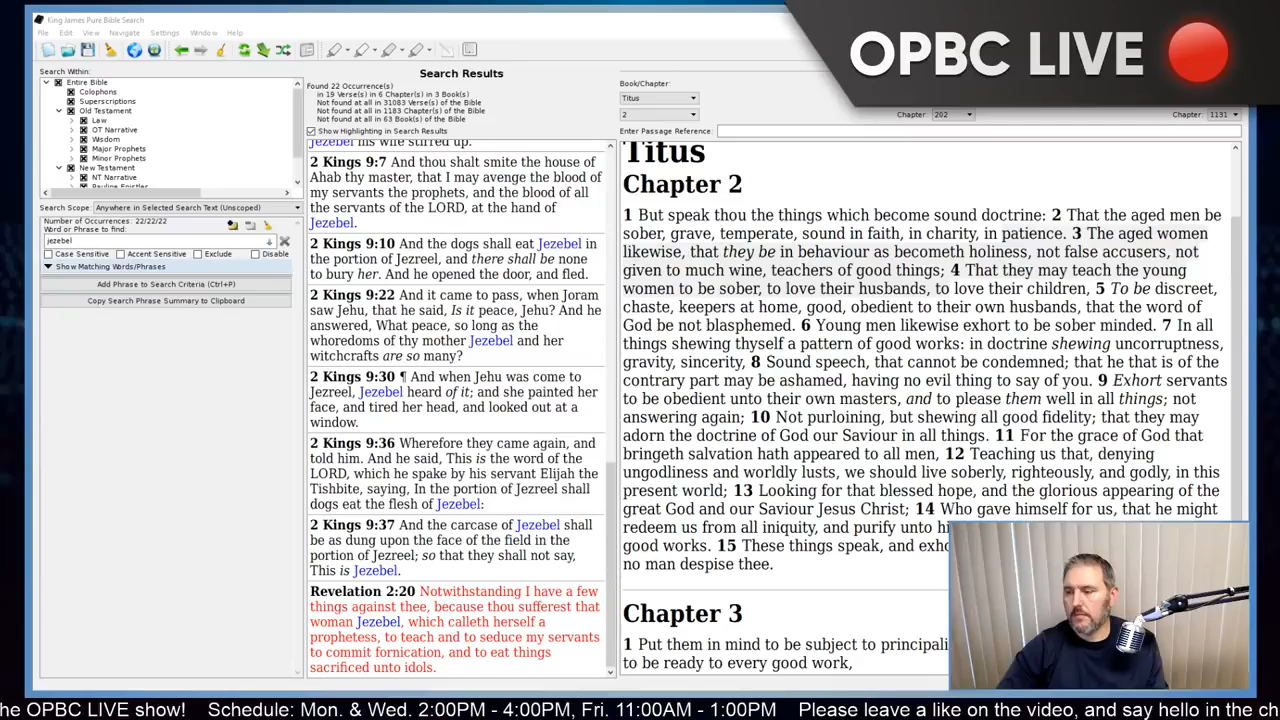 King James Pure Bible Search
File Edit View Navigate Settings Window Help
OPBC LIVE
Search Within:
Entire Bible
Colophons
Superscriptions
Old Testament
Law
OT Narrative
Wisdom
Major Prophets
Minor Prophets
New Testament
NT Narrative
Pauline Epistles
Search Scope: Anywhere in Selected Search Text (Unscoped)
Number of Occurrences: 22/22/22
Word or Phrase to find:
jezebel
Case Sensitive Accent Sensitive Exclude Disable
Show Matching Words/Phrases
Add Phrase to Search Criteria (Ctrl+P)
Copy Search Phrase Summary to Clipboard
Search Results
Found 22 Occurrence(s)
in 19 Verse(s) in 6 Chapter(s) in 3 Book(s)
Not found at all in 31083 Verse(s) of the Bible
Not found at all in 1183 Chapter(s) of the Bible
Not found at all in 63 Book(s) of the Bible
Show Highlighting in Search Results
Jezebel his wife stirred up.
2 Kings 9:7 And thou shalt smite the house of
Ahab thy master, that I may avenge the blood of
my servants the prophets, and the blood of all
the servants of the LORD, at the hand of
Jezebel.
2 Kings 9:10 And the dogs shall eat Jezebel in
the portion of Jezreel, and there shall be none
to bury her. And he opened the door, and fled.
2 Kings 9:22 And it came to pass, when Joram
saw Jehu, that he said, Is it peace, Jehu? And he
answered, What peace, so long as the
whoredoms of thy mother Jezebel and her
witchcrafts are so many?
2 Kings 9:30 ¶ And when Jehu was come to
Jezreel, Jezebel heard of it; and she painted her
face, and tired her head, and looked out at a
window.
2 Kings 9:36 Wherefore they came again, and
told him. And he said, This is the word of the
LORD, which he spake by his servant Elijah the
Tishbite, saying, In the portion of Jezreel shall
dogs eat the flesh of Jezebel:
2 Kings 9:37 And the carcase of Jezebel shall
be as dung upon the face of the field in the
portion of Jezreel; so that they shall not say,
This is Jezebel.
Revelation 2:20 Notwithstanding I have a few
things against thee, because thou sufferest that
woman Jezebel, which calleth herself a
prophetess, to teach and to seduce my servants
to commit fornication, and to eat things
sacrificed unto idols.
Book/Chapter:
Titus
2 Chapter: 202 Chapter: 1131
Enter Passage Reference:
Titus
Chapter 2
1 But speak thou the things which become sound doctrine: 2 That the aged men be
sober, grave, temperate, sound in faith, in charity, in patience. 3 The aged women
likewise, that they be in behaviour as becometh holiness, not false accusers, not
given to much wine, teachers of good things; 4 That they may teach the young
women to be sober, to love their husbands, to love their children, 5 To be discreet,
chaste, keepers at home, good, obedient to their own husbands, that the word of
God be not blasphemed. 6 Young men likewise exhort to be sober minded. 7 In all
things shewing thyself a pattern of good works: in doctrine shewing uncorruptness,
gravity, sincerity, 8 Sound speech, that cannot be condemned; that he that is of the
contrary part may be ashamed, having no evil thing to say of you. 9 Exhort servants
to be obedient unto their own masters, and to please them well in all things; not
answering again; 10 Not purloining, but shewing all good fidelity; that they may
adorn the doctrine of God our Saviour in all things. 11 For the grace of God that
bringeth salvation hath appeared to all men, 12 Teaching us that, denying
ungodliness and worldly lusts, we should live soberly, righteously, and godly, in this
present world; 13 Looking for that blessed hope, and the glorious appearing of the
great God and our Saviour Jesus Christ; 14 Who gave himself for us, that he might
redeem us from all iniquity, and purify unto hi
good works. 15 These things speak, and exho
no man despise thee.
Chapter 3
1 Put them in mind to be subject to principali
to be ready to every good work,
he OPBC LIVE show! Schedule: Mon. & Wed. 2:00PM - 4:00PM, Fri. 11:00AM - 1:00PM Please leave a like on the video, and say hello in the ch